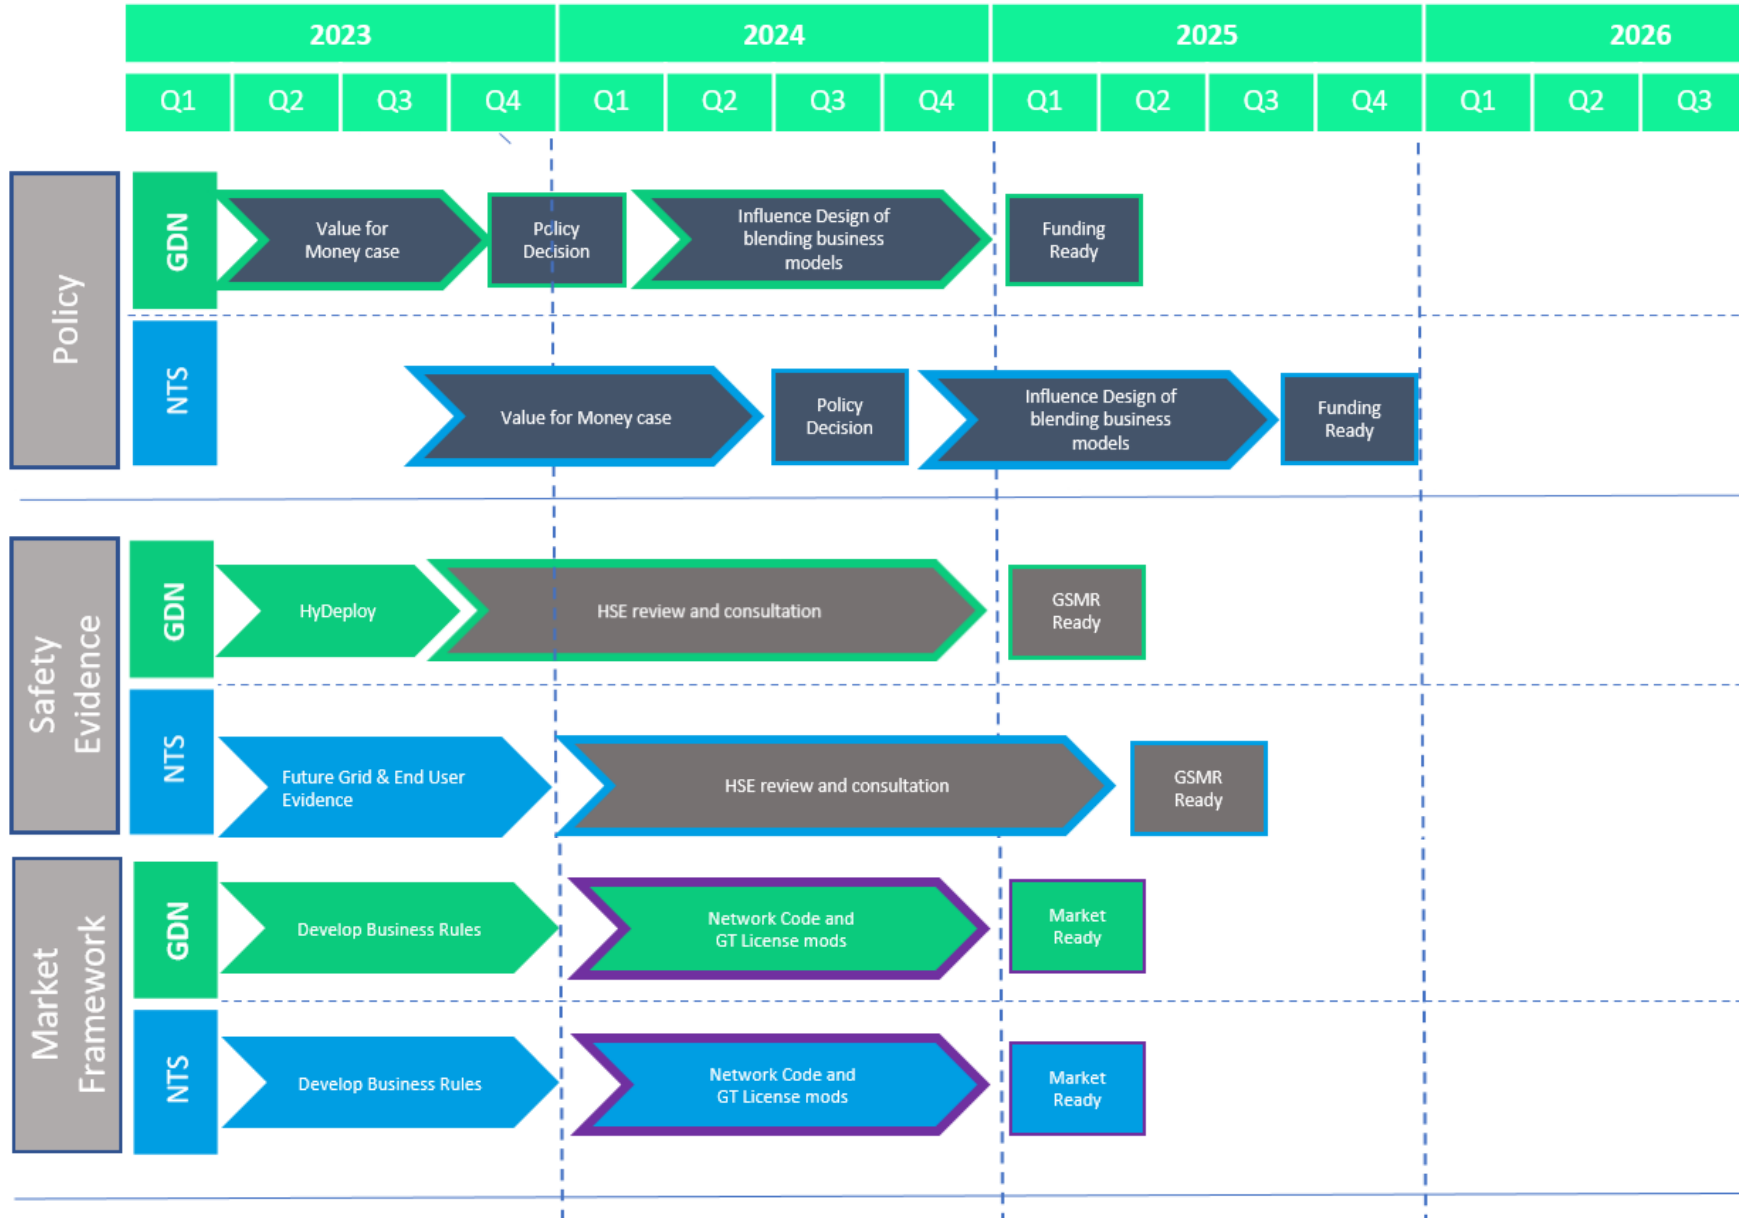 2023 2024 2025 2026
Q1 Q2 Q3 Q4 Q1 Q2 Q3 Q4 Q1 Q2 Q3 Q4 Q1 Q2 Q3
Policy
GDN
Value for
Money case
Policy
Decision
Influence Design of
blending business
models
Funding
Ready
NTS
Value for Money case
Policy
Decision
Influence Design of
blending business
models
Funding
Ready
Safety
Evidence
GDN
HyDeploy
HSE review and consultation
GSMR
Ready
NTS
Future Grid & End User
Evidence
HSE review and consultation
GSMR
Ready
Market
Framework
GDN
Develop Business Rules
Network Code and
GT License mods
Market
Ready
NTS
Develop Business Rules
Network Code and
GT License mods
Market
Ready